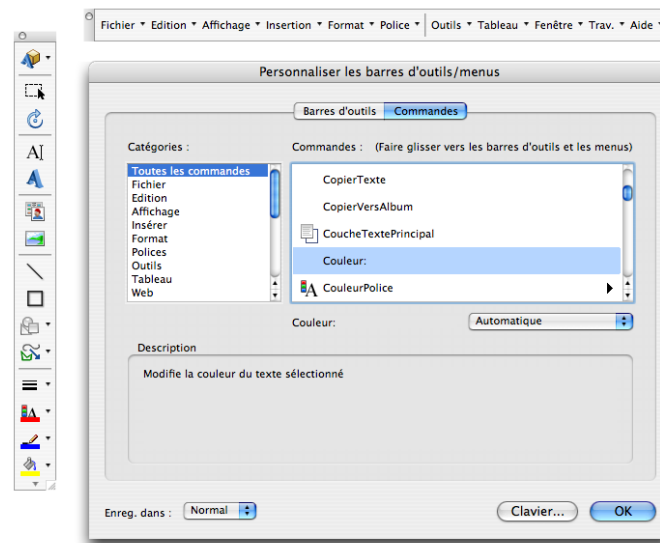 Fichier Edition Affichage Insertion Format Police Outils Tableau Fenêtre Trav. Aide
Personnaliser les barres d'outils/menus
Barres d'outils Commandes
Catégories : Commandes : (Faire glisser vers les barres d'outils et les menus)
Toutes les commandes
Fichier
Edition
Affichage
Insérer
Format
Polices
Outils
Tableau
Web
CopierTexte
CopierVersAlbum
CoucheTextePrincipal
Couleur:
CouleurPolice
Couleur: Automatique
Description
Modifie la couleur du texte sélectionné
Enreg. dans : Normal Clavier... OK